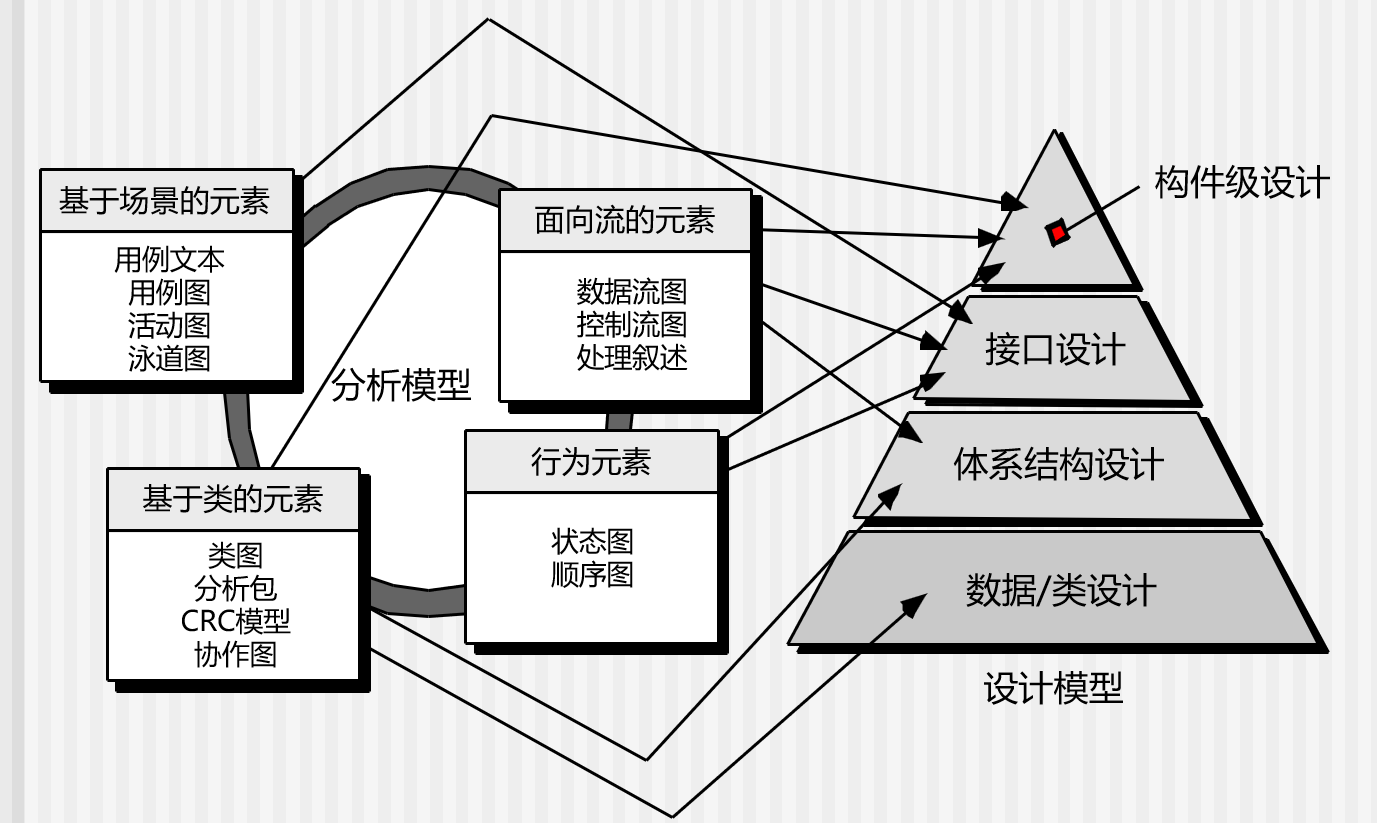 基于场景的元素
用例文本
用例图
活动图
泳道图
面向流的元素
数据流图
控制流图
处理叙述
分析模型
基于类的元素
类图
分析包
CRC模型
协作图
行为元素
状态图
顺序图
构件级设计
接口设计
体系结构设计
数据/类设计
设计模型